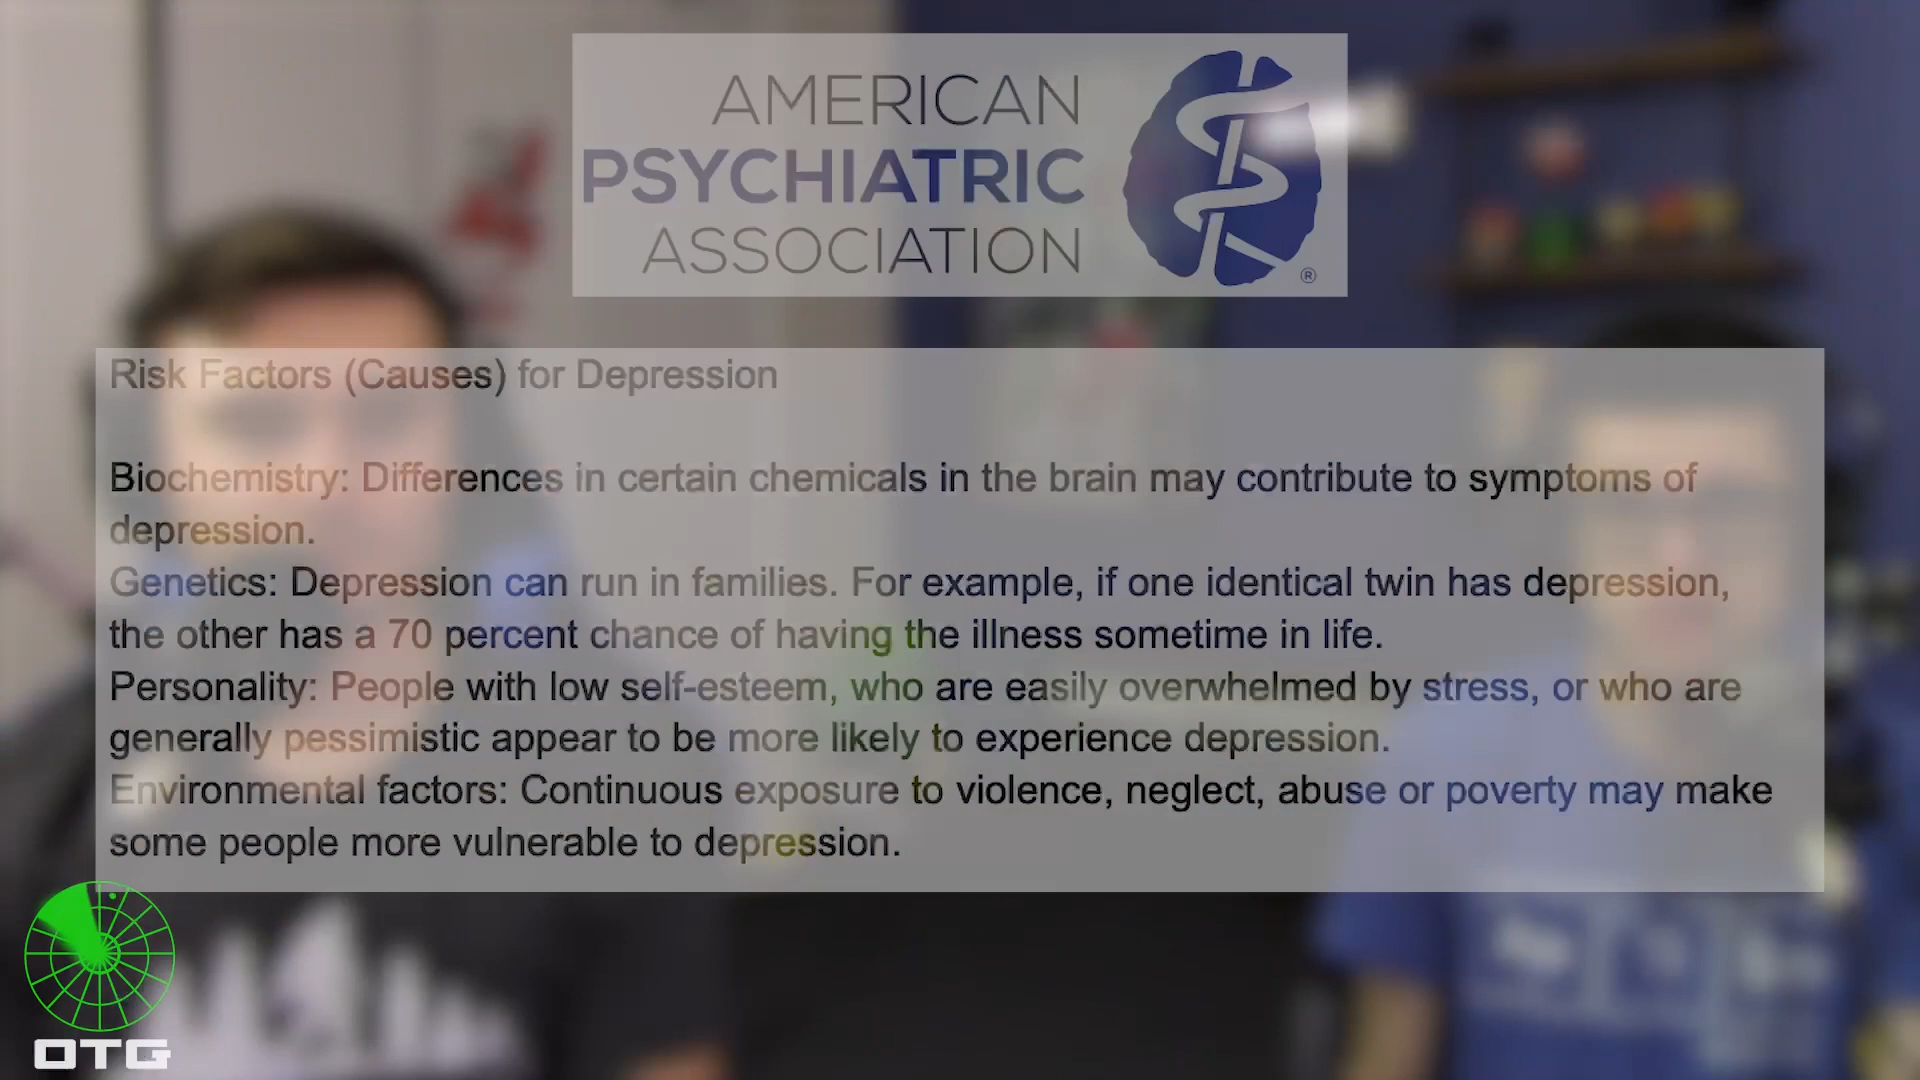 AMERICAN
PSYCHIATRIC
ASSOCIATION
®
Risk Factors (Causes) for Depression
Biochemistry: Differences in certain chemicals in the brain may contribute to symptoms of
depression.
Genetics: Depression can run in families. For example, if one identical twin has depression,
the other has a 70 percent chance of having the illness sometime in life.
Personality: People with low self-esteem, who are easily overwhelmed by stress, or who are
generally pessimistic appear to be more likely to experience depression.
Environmental factors: Continuous exposure to violence, neglect, abuse or poverty may make
some people more vulnerable to depression.
OTG